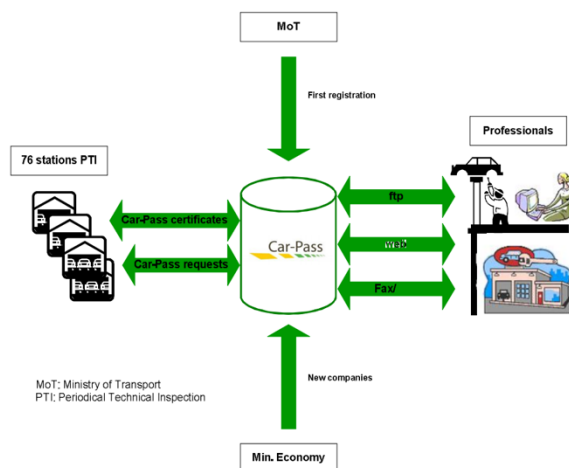 MoT
First registration
Professionals
76 stations PTI
ftp
Car-Pass certificates
Car-Pass
web
Car-Pass requests
Fax/
New companies
MoT: Ministry of Transport
PTI: Periodical Technical Inspection
Min. Economy